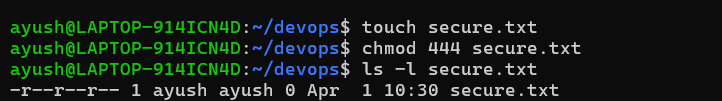 ayush@LAPTOP-914ICN4D:~/devops$ touch secure.txt
ayush@LAPTOP-914ICN4D:~/devops$ chmod 444 secure.txt
ayush@LAPTOP-914ICN4D:~/devops$ ls -l secure.txt
-r--r--r-- 1 ayush ayush 0 Apr  1 10:30 secure.txt